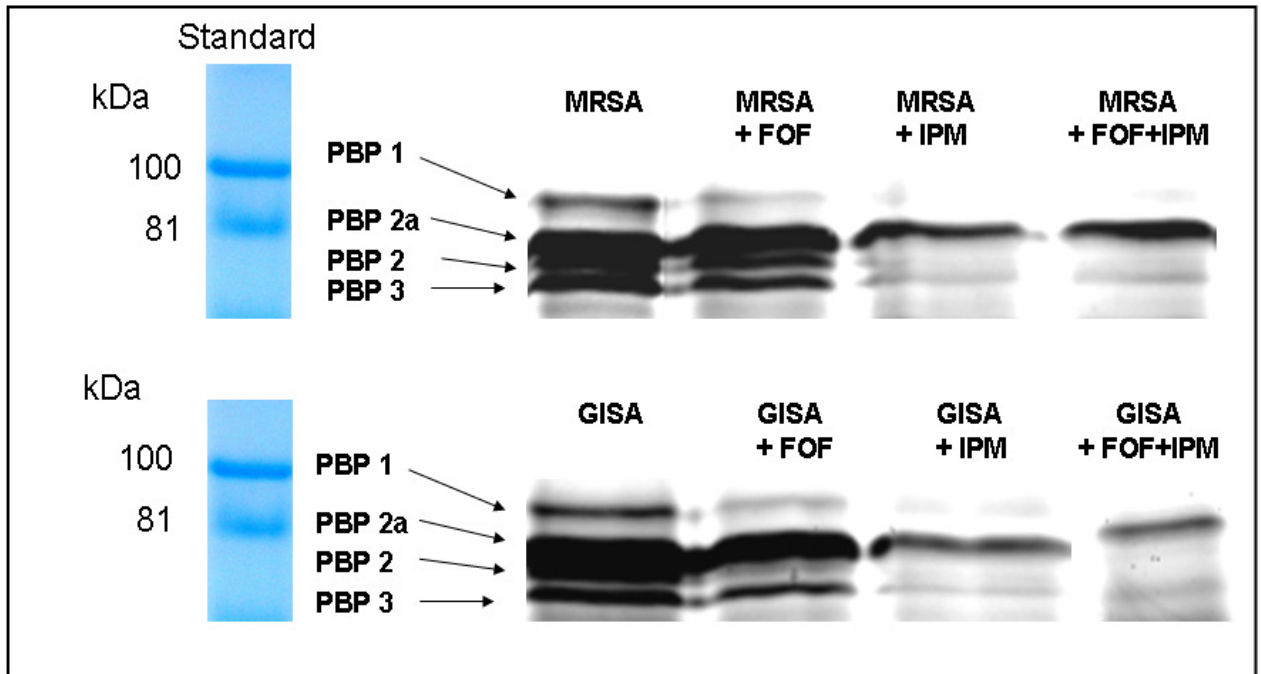 Standard
kDa
100
81
PBP 1
PBP 2a
PBP 2
PBP 3
MRSA
MRSA
+ FOF
MRSA
+ IPM
MRSA
+ FOF+IPM
kDa
100
81
PBP 1
PBP 2a
PBP 2
PBP 3
GISA
GISA
+ FOF
GISA
+ IPM
GISA
+ FOF+IPM